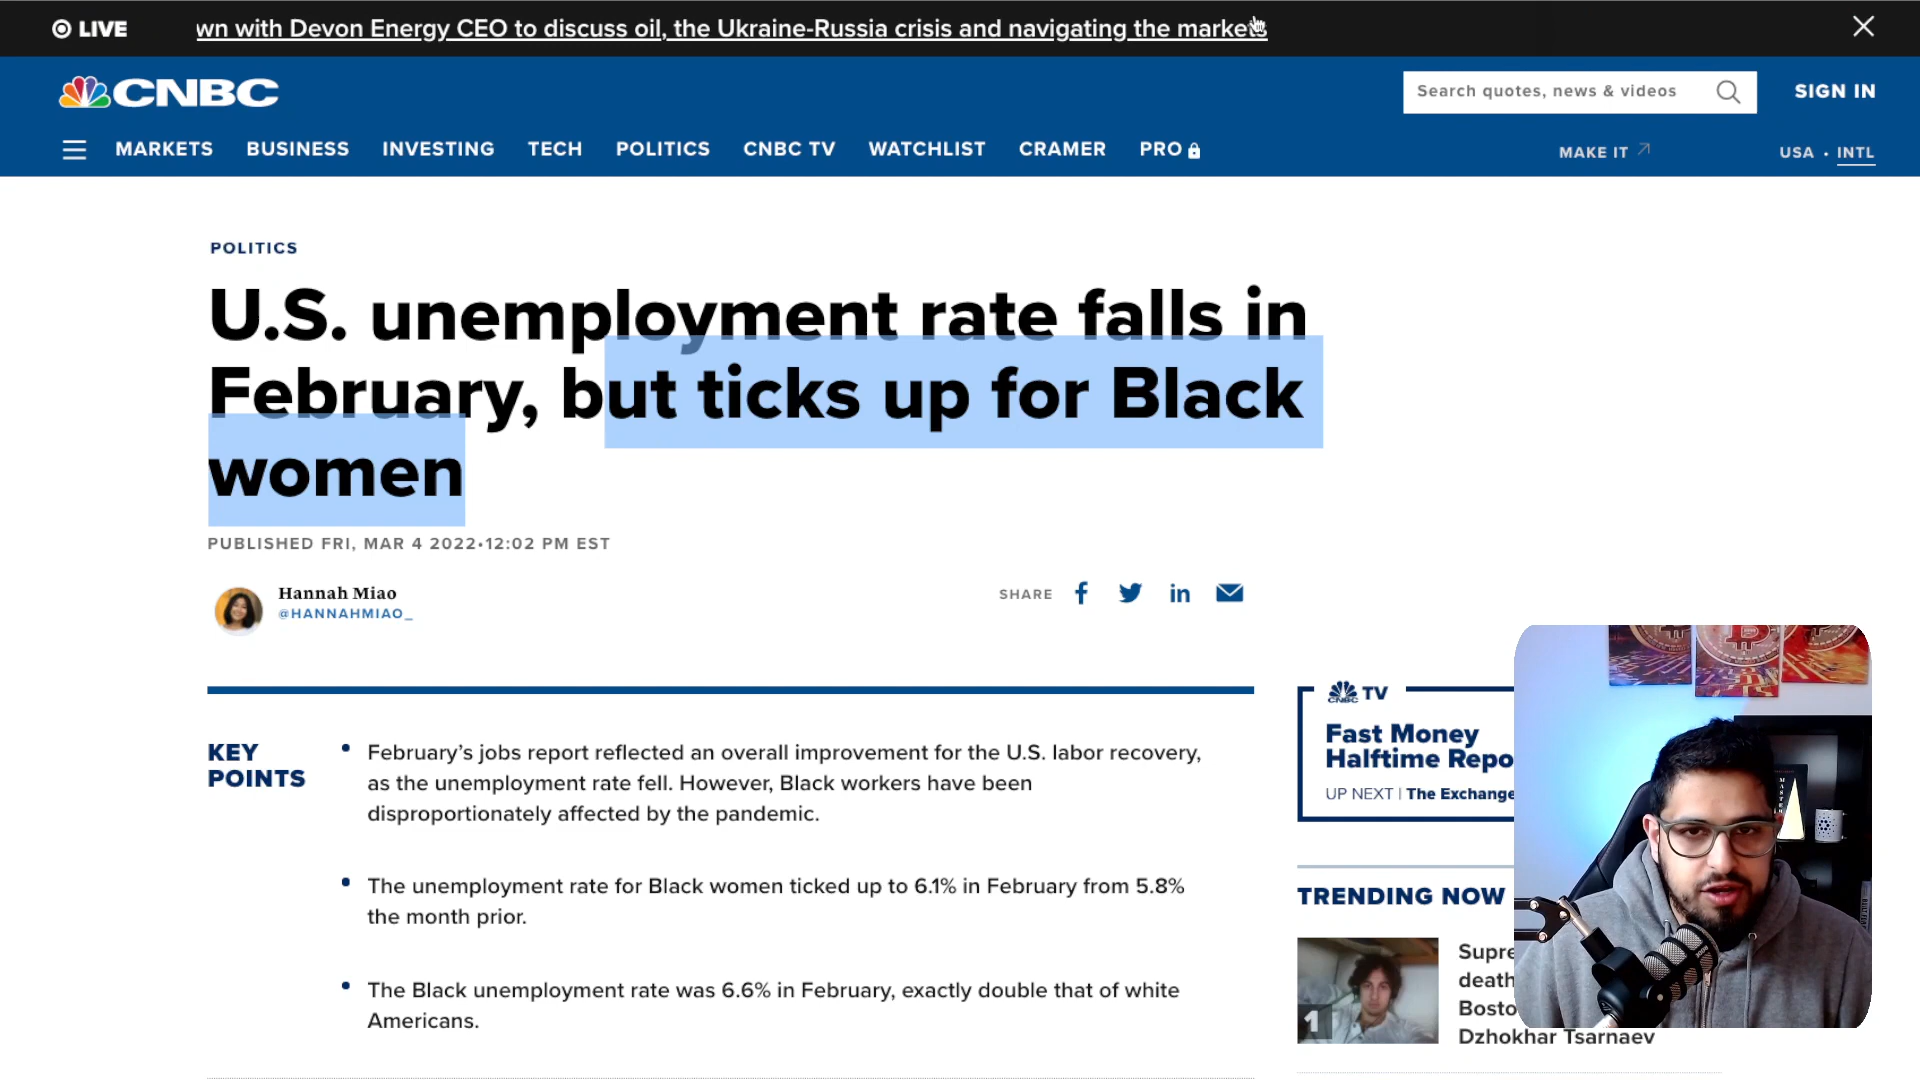 LIVE
wn with Devon Energy CEO to discuss oil, the Ukraine-Russia crisis and navigating the markets
CNBC
Search quotes, news & videos
SIGN IN
MARKETS BUSINESS INVESTING TECH POLITICS CNBC TV WATCHLIST CRAMER PRO
MAKE IT
USA • INTL
POLITICS
U.S. unemployment rate falls in
February, but ticks up for Black
women
PUBLISHED FRI, MAR 4 2022•12:02 PM EST
Hannah Miao
@HANNAHMIAO_
SHARE
KEY
POINTS
• February’s jobs report reflected an overall improvement for the U.S. labor recovery,
as the unemployment rate fell. However, Black workers have been
disproportionately affected by the pandemic.
• The unemployment rate for Black women ticked up to 6.1% in February from 5.8%
the month prior.
• The Black unemployment rate was 6.6% in February, exactly double that of white
Americans.
CNBC TV
Fast Money
Halftime Repo
UP NEXT | The Exchange
TRENDING NOW
1
Supre
death
Bosto
Dzhokhar Tsarnaev